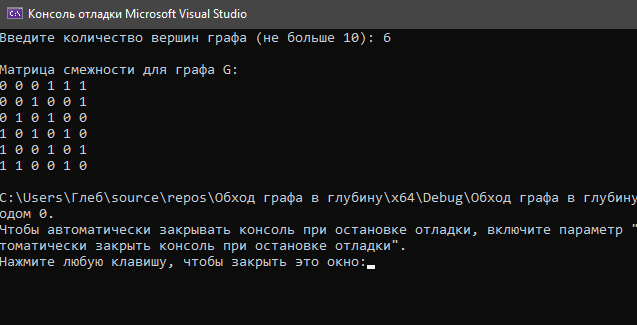 Консоль отладки Microsoft Visual Studio
Введите количество вершин графа (не больше 10): 6
Матрица смежности для графа G:
0 0 0 1 1 1
0 0 1 0 0 1
0 1 0 1 0 0
1 0 1 0 1 0
1 0 0 1 0 1
1 1 0 0 1 0
C:\Users\Глеб\source\repos\Обход графа в глубину\x64\Debug\Обход графа в глубину
одом 0.
Чтобы автоматически закрывать консоль при остановке отладки, включите параметр "
томатически закрыть консоль при остановке отладки".
Нажмите любую клавишу, чтобы закрыть это окно: